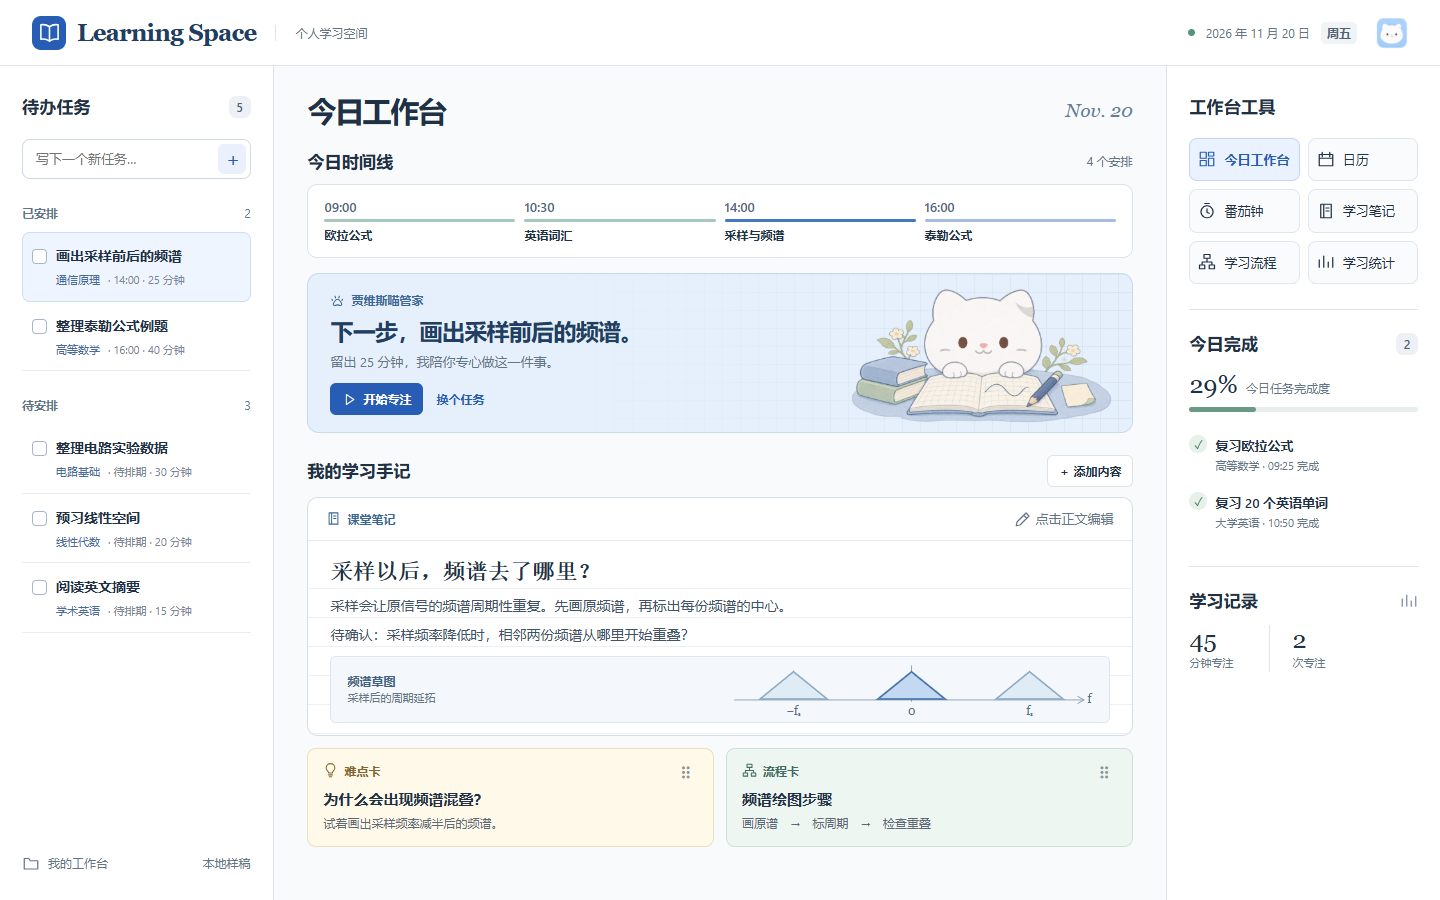 Learning Space
个人学习空间
2026 年 11 月 20 日 周五
待办任务 5
写下一个新任务... +
已安排 2
画出采样前后的频谱
通信原理 · 14:00 · 25 分钟
整理泰勒公式例题
高等数学 · 16:00 · 40 分钟
待安排 3
整理电路实验数据
电路基础 · 待排期 · 30 分钟
预习线性空间
线性代数 · 待排期 · 20 分钟
阅读英文摘要
学术英语 · 待排期 · 15 分钟
我的工作台 本地样稿
今日工作台 Nov. 20
今日时间线 4 个安排
09:00 10:30 14:00 16:00
欧拉公式 英语词汇 采样与频谱 泰勒公式
贾维斯喵管家
下一步，画出采样前后的频谱。
留出 25 分钟，我陪你专心做这一件事。
开始专注 换个任务
我的学习手记 + 添加内容
课堂笔记 点击正文编辑
采样以后，频谱去了哪里？
采样会让原信号的频谱周期性重复。先画原频谱，再标出每份频谱的中心。
待确认：采样频率降低时，相邻两份频谱从哪里开始重叠？
频谱草图
采样后的周期延拓
−fₛ 0 fₛ f
难点卡
为什么会出现频谱混叠？
试着画出采样频率减半后的频谱。
流程卡
频谱绘图步骤
画原谱 → 标周期 → 检查重叠
工作台工具
今日工作台 日历
番茄钟 学习笔记
学习流程 学习统计
今日完成 2
29% 今日任务完成度
复习欧拉公式
高等数学 · 09:25 完成
复习 20 个英语单词
大学英语 · 10:50 完成
学习记录
45 2
分钟专注 次专注